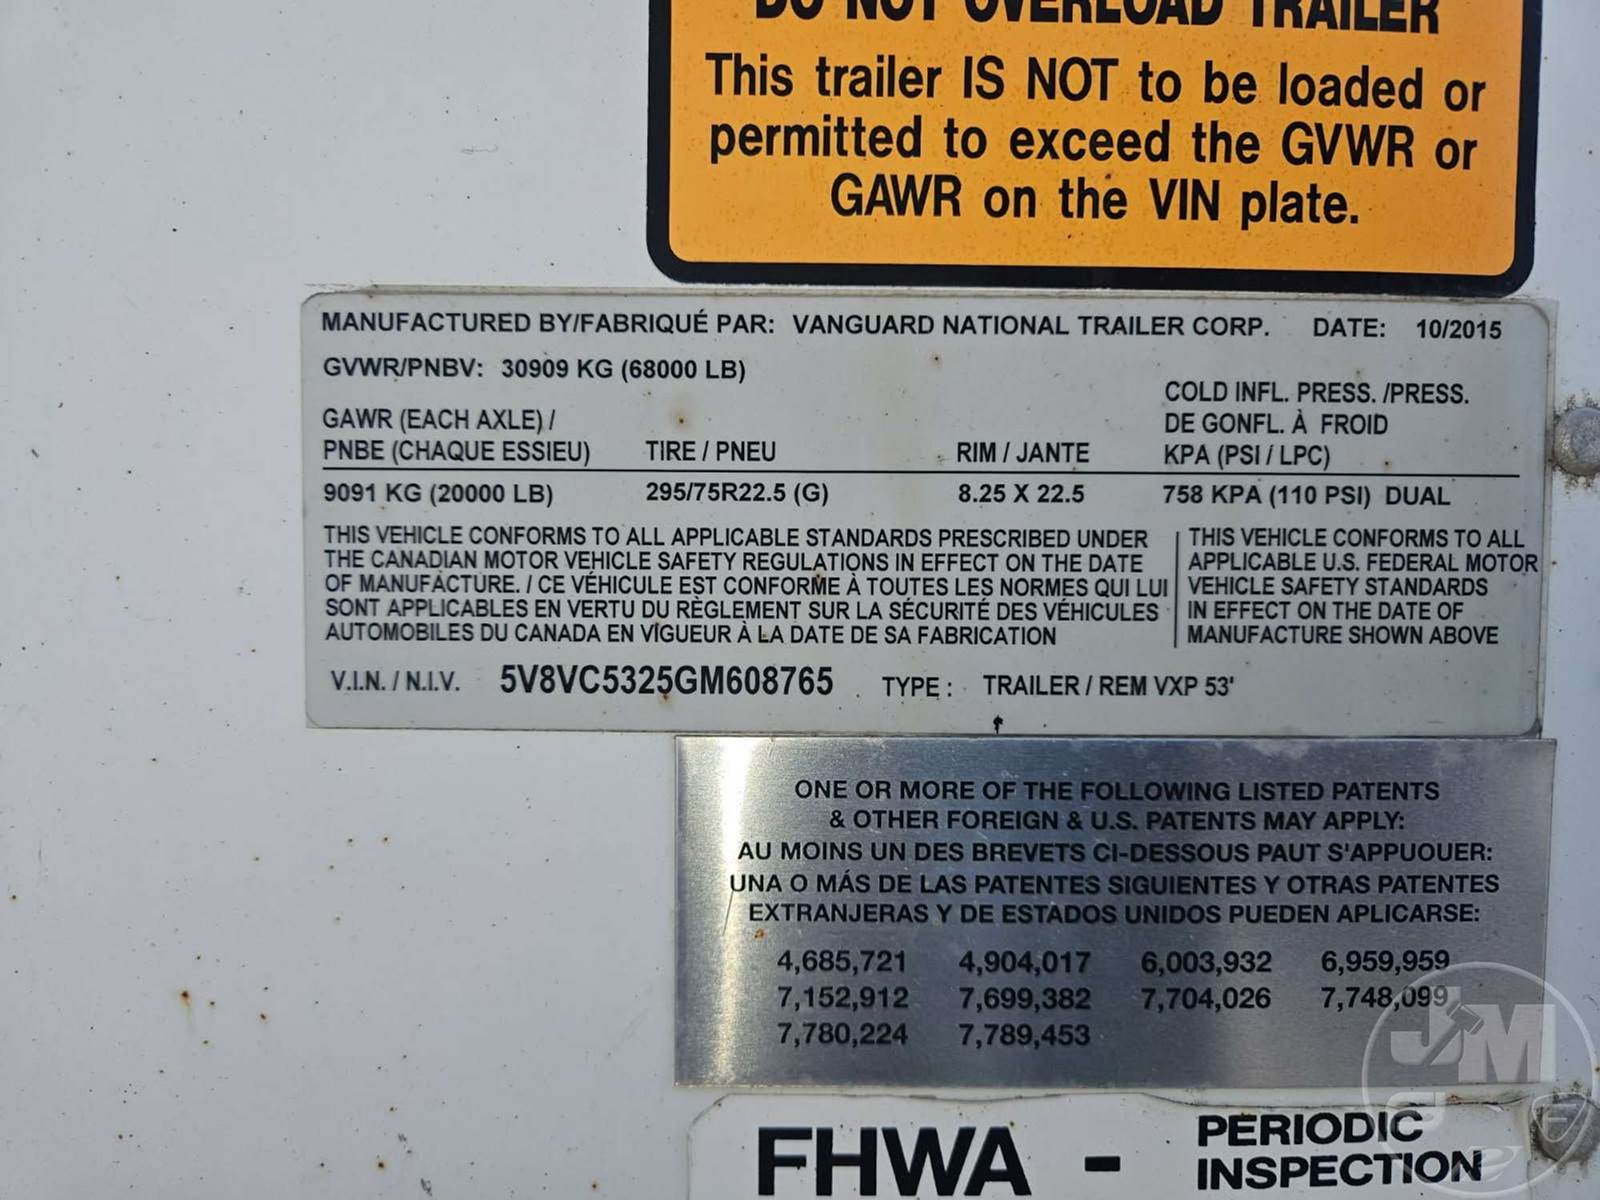 DO NOT OVERLOAD TRAILER
This trailer IS NOT to be loaded or
permitted to exceed the GVWR or
GAWR on the VIN plate.
MANUFACTURED BY/FABRIQUÉ PAR: VANGUARD NATIONAL TRAILER CORP. DATE: 10/2015
GVWR/PNBV: 30909 KG (68000 LB)
COLD INFL. PRESS. /PRESS.
GAWR (EACH AXLE) / DE GONFL. À FROID
PNBE (CHAQUE ESSIEU) TIRE / PNEU RIM / JANTE KPA (PSI / LPC)
9091 KG (20000 LB) 295/75R22.5 (G) 8.25 X 22.5 758 KPA (110 PSI) DUAL
THIS VEHICLE CONFORMS TO ALL APPLICABLE STANDARDS PRESCRIBED UNDER
THE CANADIAN MOTOR VEHICLE SAFETY REGULATIONS IN EFFECT ON THE DATE
OF MANUFACTURE. / CE VÉHICULE EST CONFORME À TOUTES LES NORMES QUI LUI
SONT APPLICABLES EN VERTU DU RÈGLEMENT SUR LA SÉCURITÉ DES VÉHICULES
AUTOMOBILES DU CANADA EN VIGUEUR À LA DATE DE SA FABRICATION
THIS VEHICLE CONFORMS TO ALL
APPLICABLE U.S. FEDERAL MOTOR
VEHICLE SAFETY STANDARDS
IN EFFECT ON THE DATE OF
MANUFACTURE SHOWN ABOVE
V.I.N. / N.I.V. 5V8VC5325GM608765 TYPE : TRAILER / REM VXP 53'
ONE OR MORE OF THE FOLLOWING LISTED PATENTS
& OTHER FOREIGN & U.S. PATENTS MAY APPLY:
AU MOINS UN DES BREVETS CI-DESSOUS PAUT S'APPUOUER:
UNA O MÁS DE LAS PATENTES SIGUIENTES Y OTRAS PATENTES
EXTRANJERAS Y DE ESTADOS UNIDOS PUEDEN APLICARSE:
4,685,721 4,904,017 6,003,932 6,959,959
7,152,912 7,699,382 7,704,026 7,748,099
7,780,224 7,789,453
JM
FHWA - PERIODIC
INSPECTION